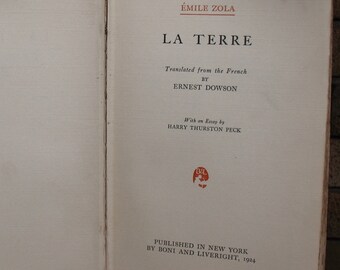 ÉMILE ZOLA
LA TERRE
Translated from the French
BY
ERNEST DOWSON
With an Essay by
HARRY THURSTON PECK
PUBLISHED IN NEW YORK
BY BONI AND LIVERIGHT, 1924